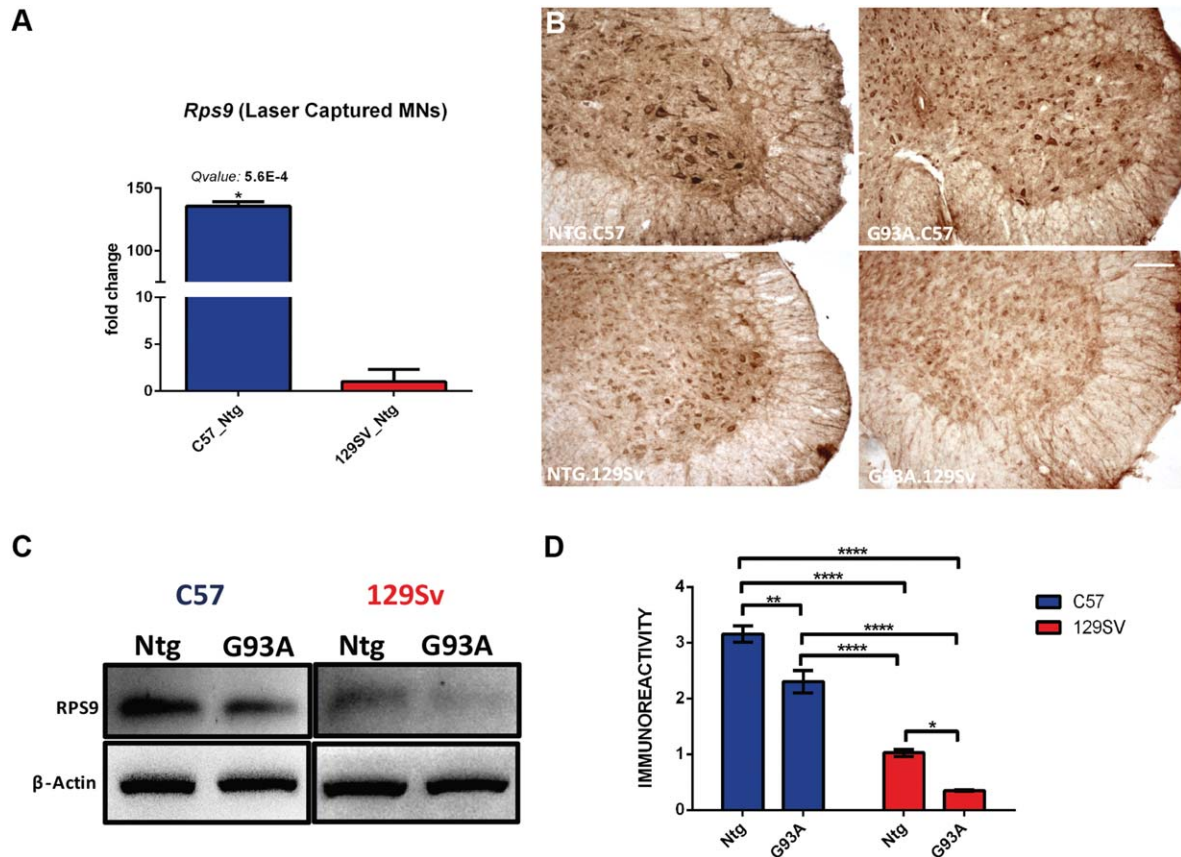 A
Rps9 (Laser Captured MNs)
Qvalue: 5.6E-4
*
fold change
150
100
10
5
0
C57_Ntg
129SV_Ntg
B
NTG.C57
G93A.C57
NTG.129Sv
G93A.129Sv
C
C57
129Sv
Ntg
G93A
Ntg
G93A
RPS9
β-Actin
D
****
****
**
****
****
*
IMMUNOREACTIVITY
4
3
2
1
0
Ntg
G93A
Ntg
G93A
C57
129SV